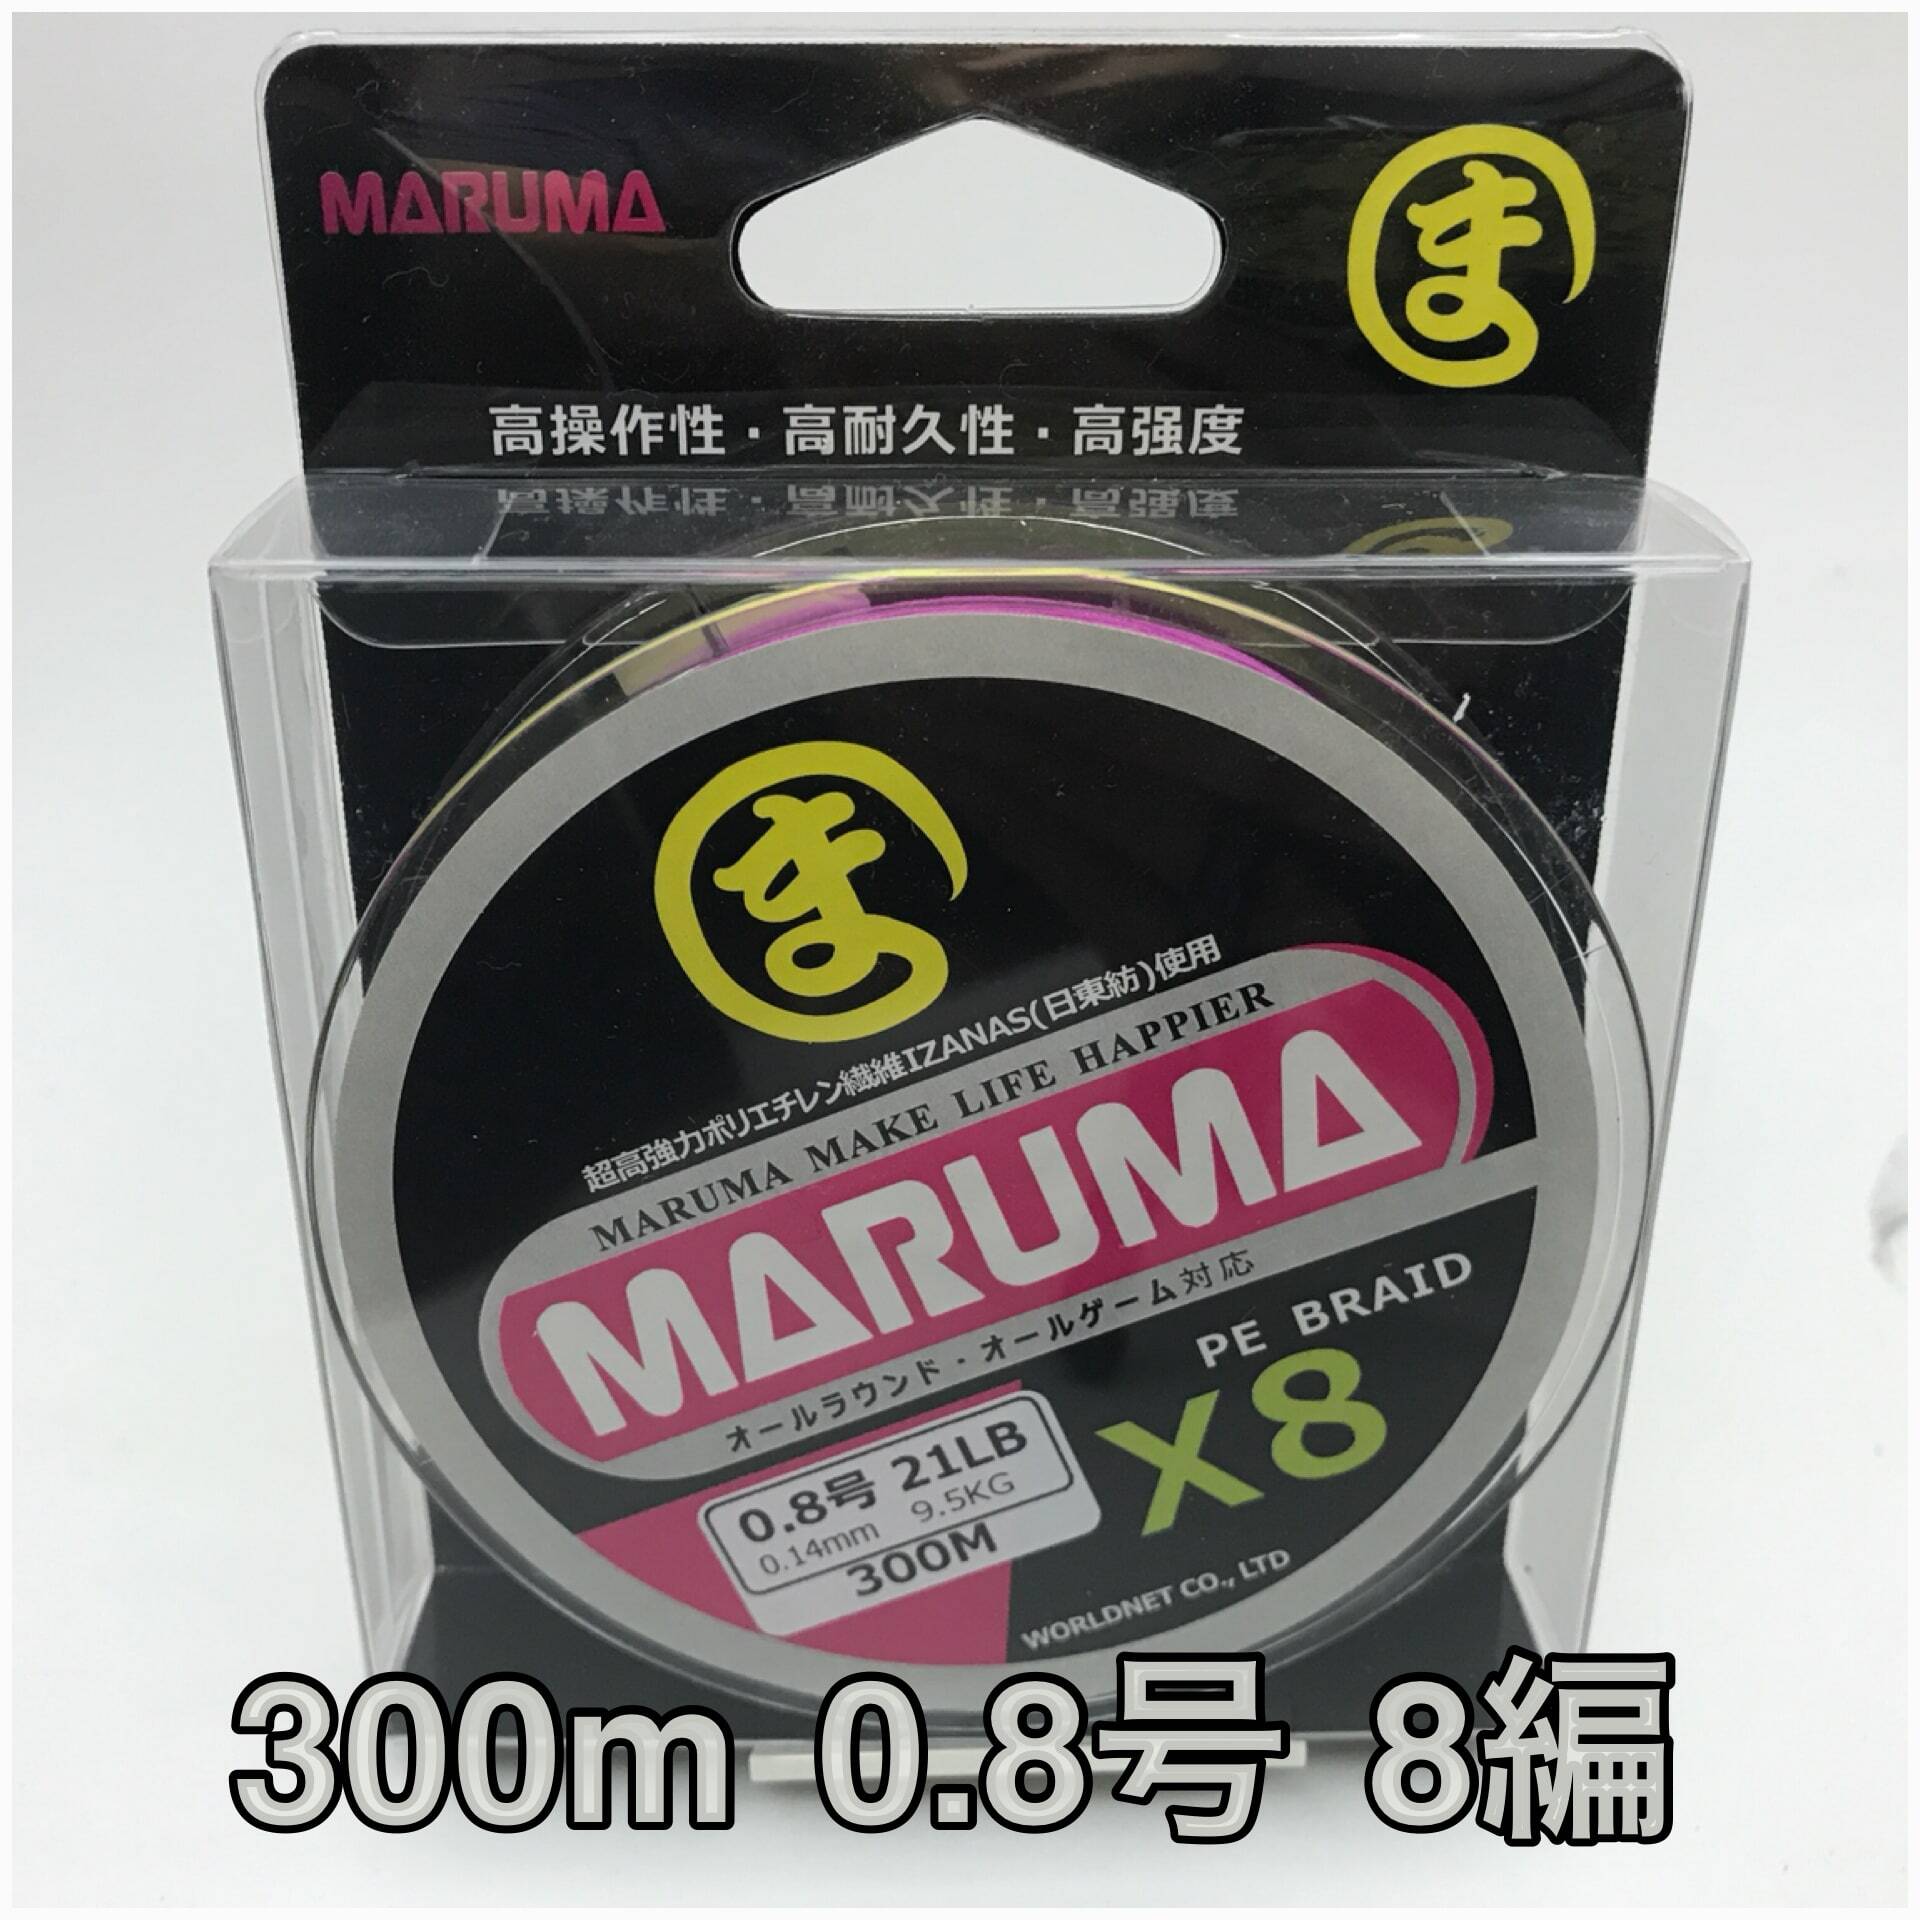 MARUMA
ま
高操作性・高耐久性・高强度
ま
超高強力ポリエチレン繊維IZANAS(日東紡)使用
MARUMA MAKE LIFE HAPPIER
MARUMA
オールラウンド・オールゲーム対応
PE BRAID
X8
0.8号 21LB
0.14mm 9.5KG
300M
WORLDNET CO., LTD
300m 0.8号 8編